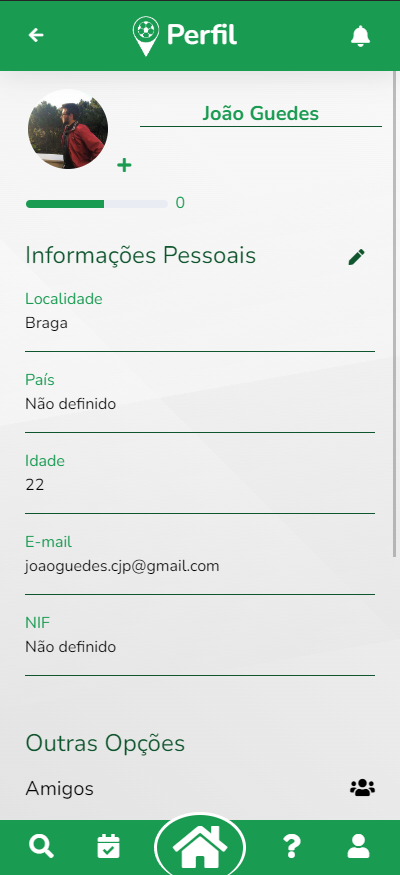 Perfil
João Guedes
0
Informações Pessoais
Localidade
Braga
País
Não definido
Idade
22
E-mail
joaoguedes.cjp@gmail.com
NIF
Não definido
Outras Opções
Amigos